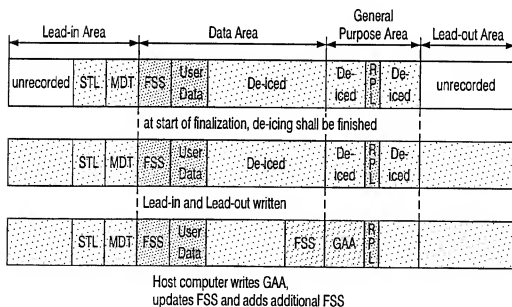 General
Lead-in Area Data Area Purpose Area Lead-out Area
unrecorded STL MDT FSS User Data De-iced De-iced RPL De-iced unrecorded
at start of finalization, de-icing shall be finished
STL MDT FSS User Data De-iced De-iced RPL De-iced
Lead-in and Lead-out written
STL MDT FSS User Data FSS GAA RPL
Host computer writes GAA,
updates FSS and adds additional FSS